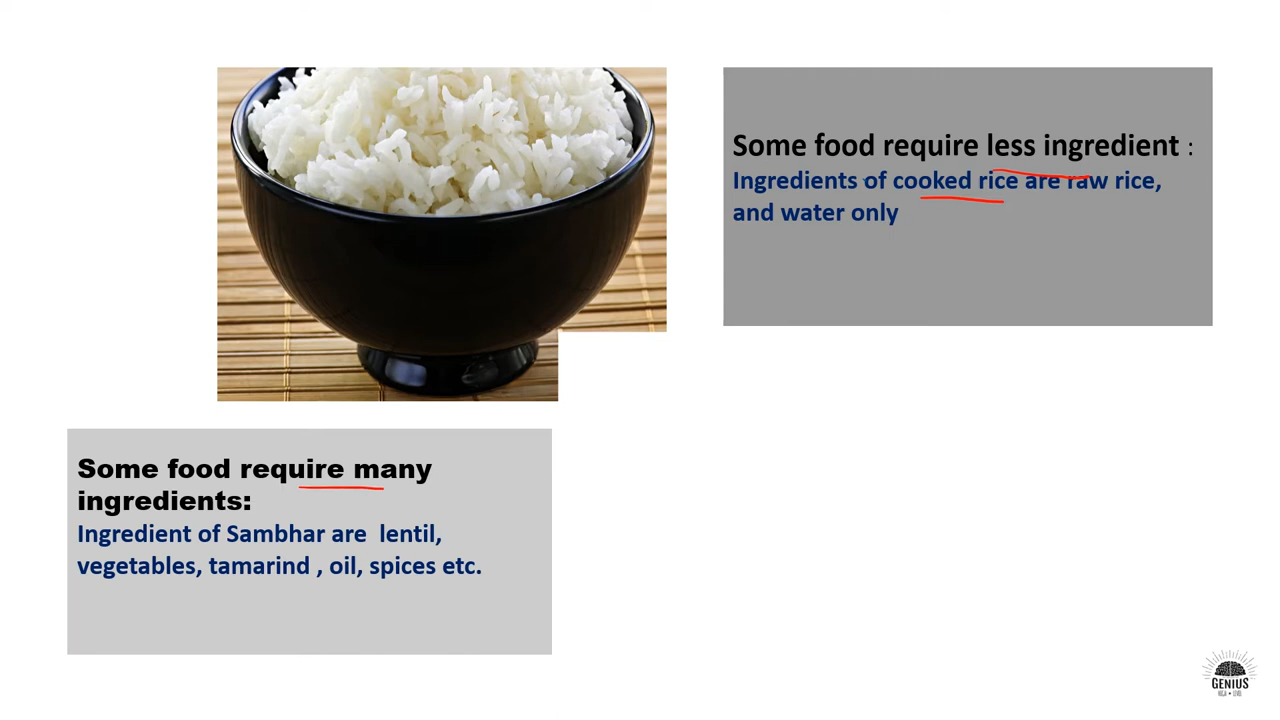 Some food require less ingredient :
Ingredients of cooked rice are raw rice,
and water only
Some food require many
ingredients:
Ingredient of Sambhar are lentil,
vegetables, tamarind , oil, spices etc.
GENIUS